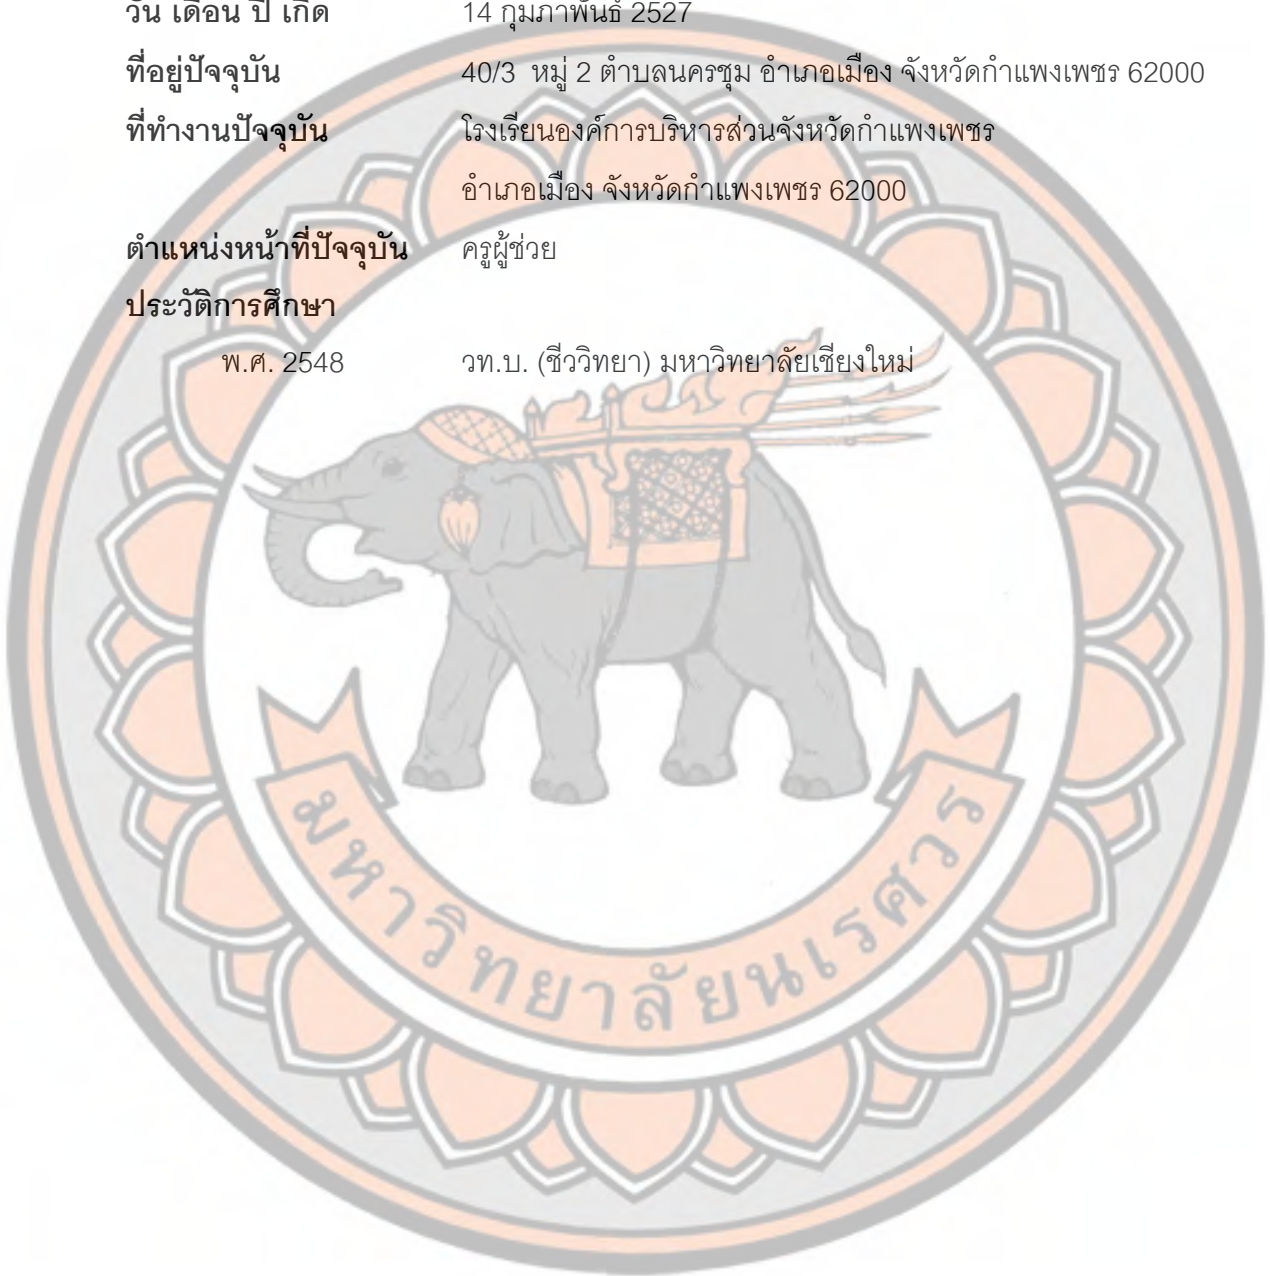 วัน เดือน ปี เกิด 14 กุมภาพันธ์ 2527
ที่อยู่ปัจจุบัน 40/3 หมู่ 2 ตำบลนครชุม อำเภอเมือง จังหวัดกำแพงเพชร 62000
ที่ทำงานปัจจุบัน โรงเรียนองค์การบริหารส่วนจังหวัดกำแพงเพชร
อำเภอเมือง จังหวัดกำแพงเพชร 62000
ตำแหน่งหน้าที่ปัจจุบัน ครูผู้ช่วย
ประวัติการศึกษา
พ.ศ. 2548 วท.บ. (ชีววิทยา) มหาวิทยาลัยเชียงใหม่
มหาวิทยาลัยนเรศวร